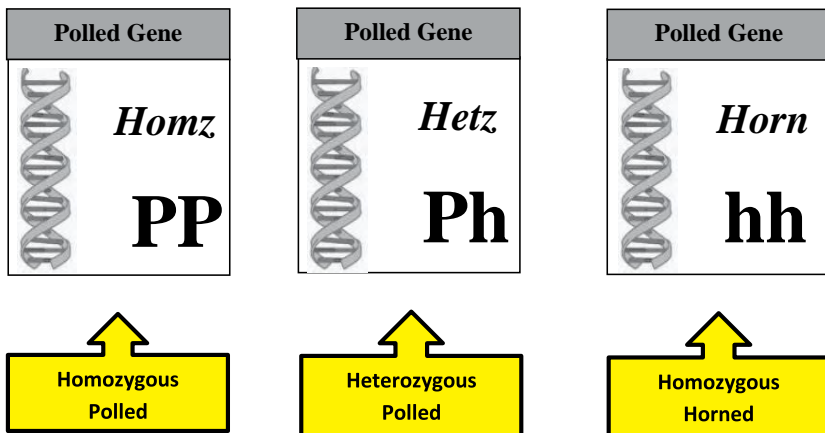 Polled Gene
Homz
PP
Homozygous
Polled
Polled Gene
Hetz
Ph
Heterozygous
Polled
Polled Gene
Horn
hh
Homozygous
Horned